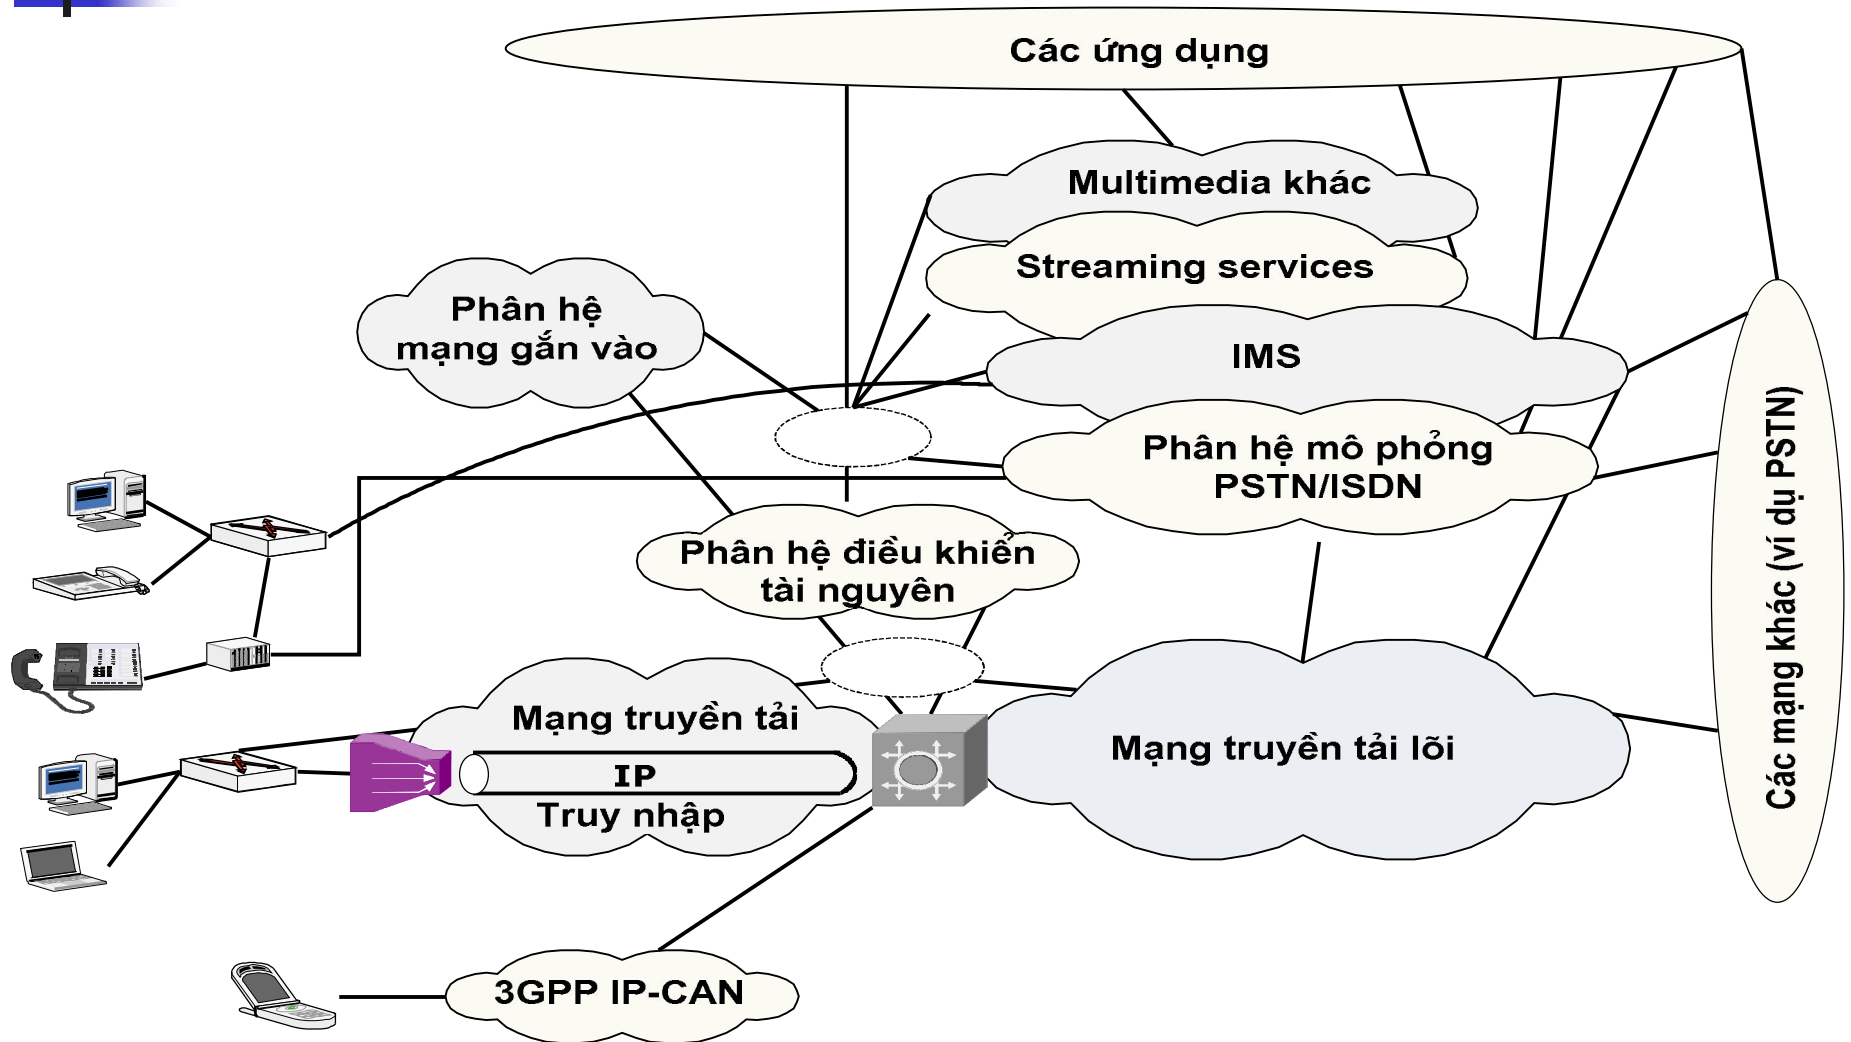 Các ứng dụng
Multimedia khác
Streaming services
Phân hệ
mạng gắn vào
IMS
Phân hệ mô phỏng
PSTN/ISDN
Phân hệ điều khiển
tài nguyên
Các mạng khác (ví dụ PSTN)
Mạng truyền tải
IP
Truy nhập
Mạng truyền tải lõi
3GPP IP-CAN